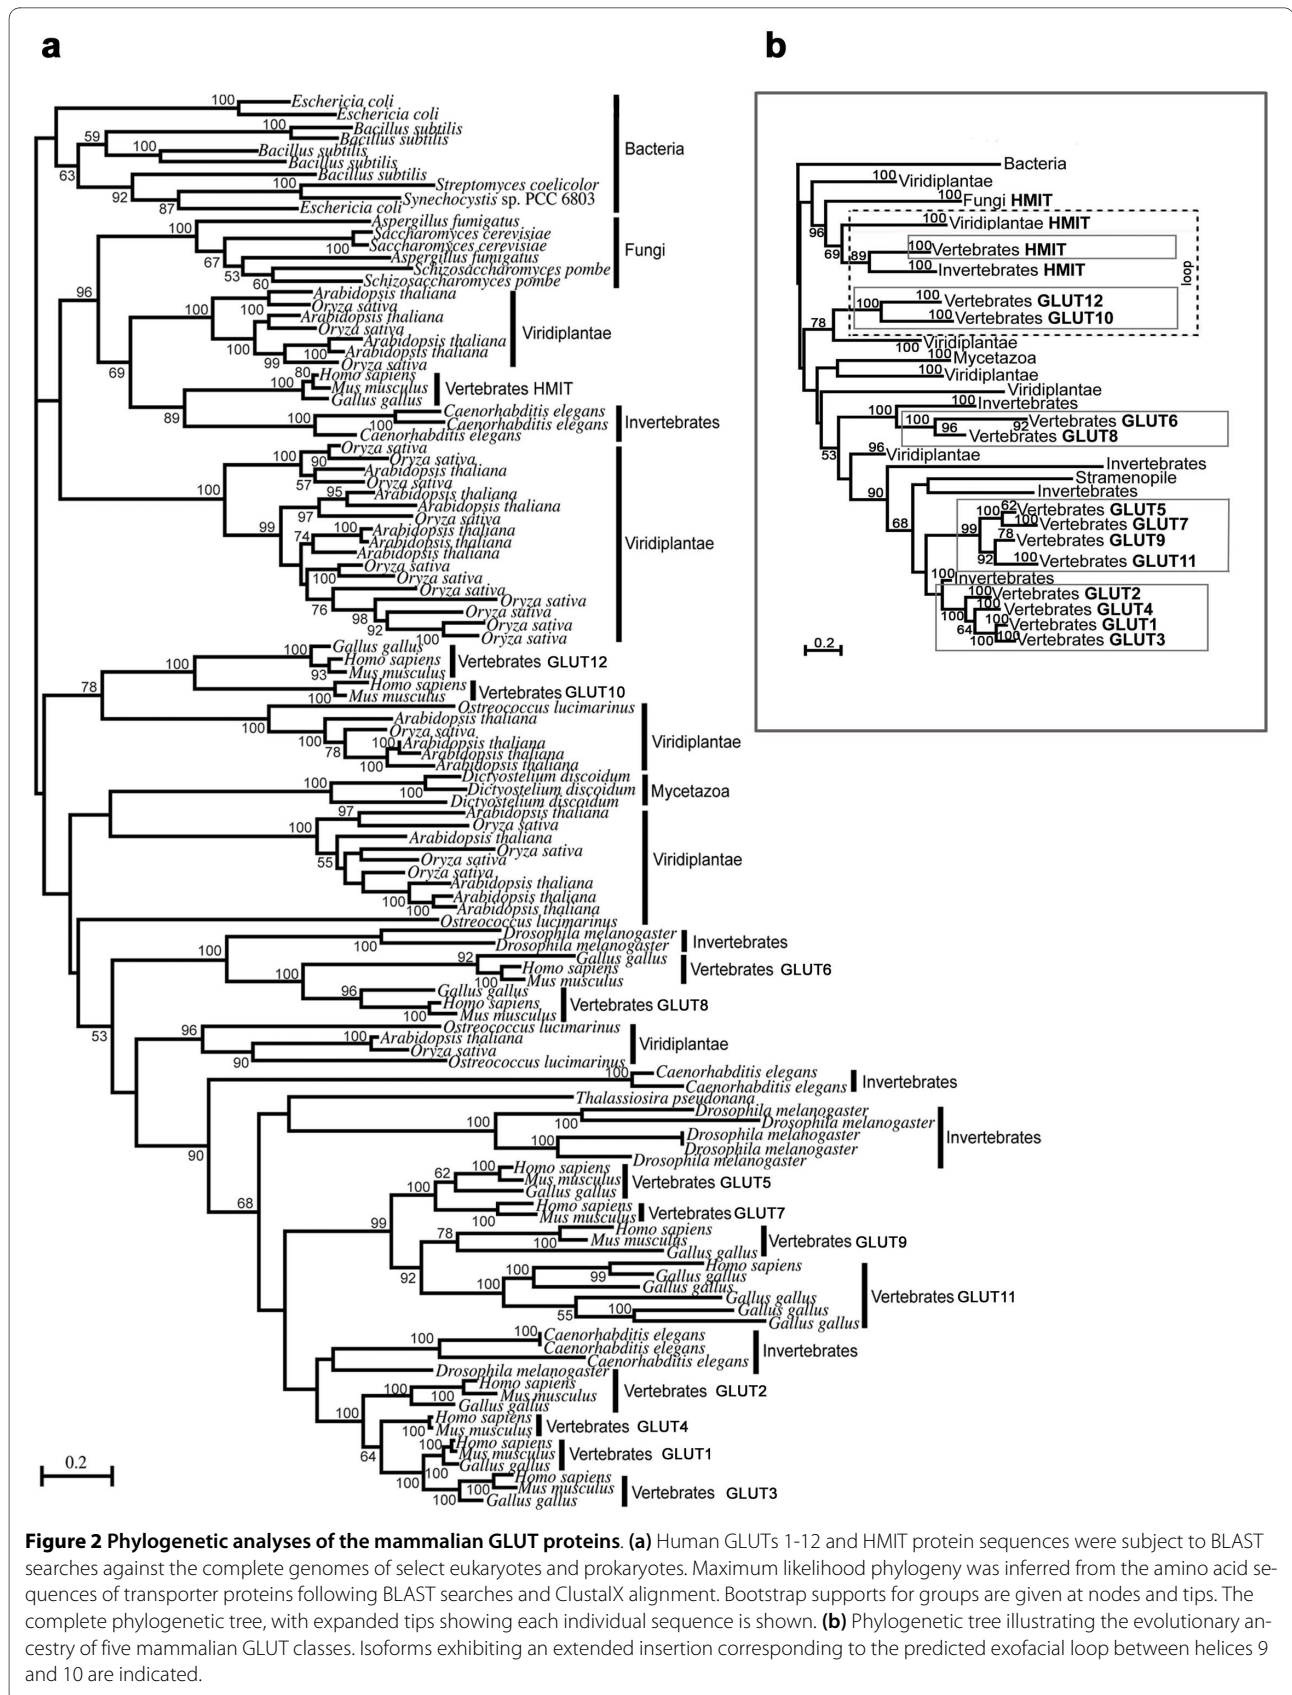 a
100
Eschericia coli
Eschericia coli
59
100
Bacillus subtilis
Bacillus subtilis
100
Bacillus subtilis
Bacillus subtilis
63
Bacillus subtilis
92
100
Streptomyces coelicolor
Synechocystis sp. PCC 6803
87
Eschericia coli
Bacteria
96
100
Aspergillus fumigatus
Saccharomyces cerevisiae
100
Saccharomyces cerevisiae
67
Aspergillus fumigatus
53
Schizosaccharomyces pombe
60
Schizosaccharomyces pombe
Fungi
100
Arabidopsis thaliana
100
Oryza sativa
Arabidopsis thaliana
Oryza sativa
100
Arabidopsis thaliana
100
Arabidopsis thaliana
99
Oryza sativa
Viridiplantae
69
80
Homo sapiens
100
Mus musculus
Gallus gallus
Vertebrates HMIT
89
100
Caenorhabditis elegans
100
Caenorhabditis elegans
Caenorhabditis elegans
Invertebrates
100
100
Oryza sativa
90
Oryza sativa
Arabidopsis thaliana
57
Oryza sativa
95
Arabidopsis thaliana
Arabidopsis thaliana
97
Oryza sativa
99
100
Arabidopsis thaliana
74
Arabidopsis thaliana
Arabidopsis thaliana
Oryza sativa
100
Oryza sativa
Oryza sativa
76
Oryza sativa
98
Oryza sativa
92
Oryza sativa
100
Oryza sativa
Viridiplantae
78
100
100
Gallus gallus
Homo sapiens
93
Mus musculus
Vertebrates GLUT12
Homo sapiens
100
Mus musculus
Vertebrates GLUT10
100
Ostreococcus lucimarinus
Arabidopsis thaliana
100
Oryza sativa
78
100
Arabidopsis thaliana
Arabidopsis thaliana
100
Arabidopsis thaliana
Viridiplantae
100
Dictyostelium discoidum
100
Dictyostelium discoidum
Dictyostelium discoidum
Mycetazoa
97
Arabidopsis thaliana
100
Oryza sativa
Arabidopsis thaliana
55
Oryza sativa
Oryza sativa
Oryza sativa
Arabidopsis thaliana
100
Arabidopsis thaliana
100
Arabidopsis thaliana
Ostreococcus lucimarinus
Viridiplantae
100
Drosophila melanogaster
100
Drosophila melanogaster
Invertebrates
92
Gallus gallus
100
Homo sapiens
100
Mus musculus
Vertebrates GLUT6
96
Gallus gallus
Homo sapiens
100
Mus musculus
Vertebrates GLUT8
53
96
Ostreococcus lucimarinus
100
Arabidopsis thaliana
Oryza sativa
90
Ostreococcus lucimarinus
Viridiplantae
100
Caenorhabditis elegans
Caenorhabditis elegans
Invertebrates
90
Thalassiosira pseudonana
Drosophila melanogaster
100
100
Drosophila melanogaster
Drosophila melanogaster
100
Drosophila melanogaster
Drosophila melanogaster
Invertebrates
68
100
Homo sapiens
62
Mus musculus
100
Gallus gallus
Vertebrates GLUT5
Homo sapiens
100
Mus musculus
Vertebrates GLUT7
99
78
Homo sapiens
100
Mus musculus
Gallus gallus
Vertebrates GLUT9
92
Homo sapiens
100
99
Gallus gallus
100
Gallus gallus
Gallus gallus
55
100
Gallus gallus
Gallus gallus
Vertebrates GLUT11
100
Caenorhabditis elegans
100
Caenorhabditis elegans
Caenorhabditis elegans
Invertebrates
Drosophila melanogaster
100
Homo sapiens
100
Mus musculus
Gallus gallus
Vertebrates GLUT2
100
Homo sapiens
100
Mus musculus
Vertebrates GLUT4
64
100
Homo sapiens
Mus musculus
Gallus gallus
Vertebrates GLUT1
100
100
Homo sapiens
100
Mus musculus
100
Gallus gallus
Vertebrates GLUT3
0.2
b
Bacteria
100
Viridiplantae
100
Fungi HMIT
96
100
Viridiplantae HMIT
69
100
Vertebrates HMIT
89
100
Invertebrates HMIT
loop
100
100
Vertebrates GLUT12
100
Vertebrates GLUT10
78
Viridiplantae
100
100
Mycetazoa
100
Viridiplantae
Viridiplantae
100
100
Invertebrates
100
92
Vertebrates GLUT6
96
Vertebrates GLUT8
53
96
Viridiplantae
Invertebrates
90
Stramenopile
Invertebrates
68
62
Vertebrates GLUT5
100
100
Vertebrates GLUT7
99
78
Vertebrates GLUT9
92
100
Vertebrates GLUT11
100
Invertebrates
100
Vertebrates GLUT2
100
100
Vertebrates GLUT4
64
100
Vertebrates GLUT1
100
100
Vertebrates GLUT3
0.2
Figure 2 Phylogenetic analyses of the mammalian GLUT proteins. (a) Human GLUTs 1-12 and HMIT protein sequences were subject to BLAST
searches against the complete genomes of select eukaryotes and prokaryotes. Maximum likelihood phylogeny was inferred from the amino acid se-
quences of transporter proteins following BLAST searches and ClustalX alignment. Bootstrap supports for groups are given at nodes and tips. The
complete phylogenetic tree, with expanded tips showing each individual sequence is shown. (b) Phylogenetic tree illustrating the evolutionary an-
cestry of five mammalian GLUT classes. Isoforms exhibiting an extended insertion corresponding to the predicted exofacial loop between helices 9
and 10 are indicated.